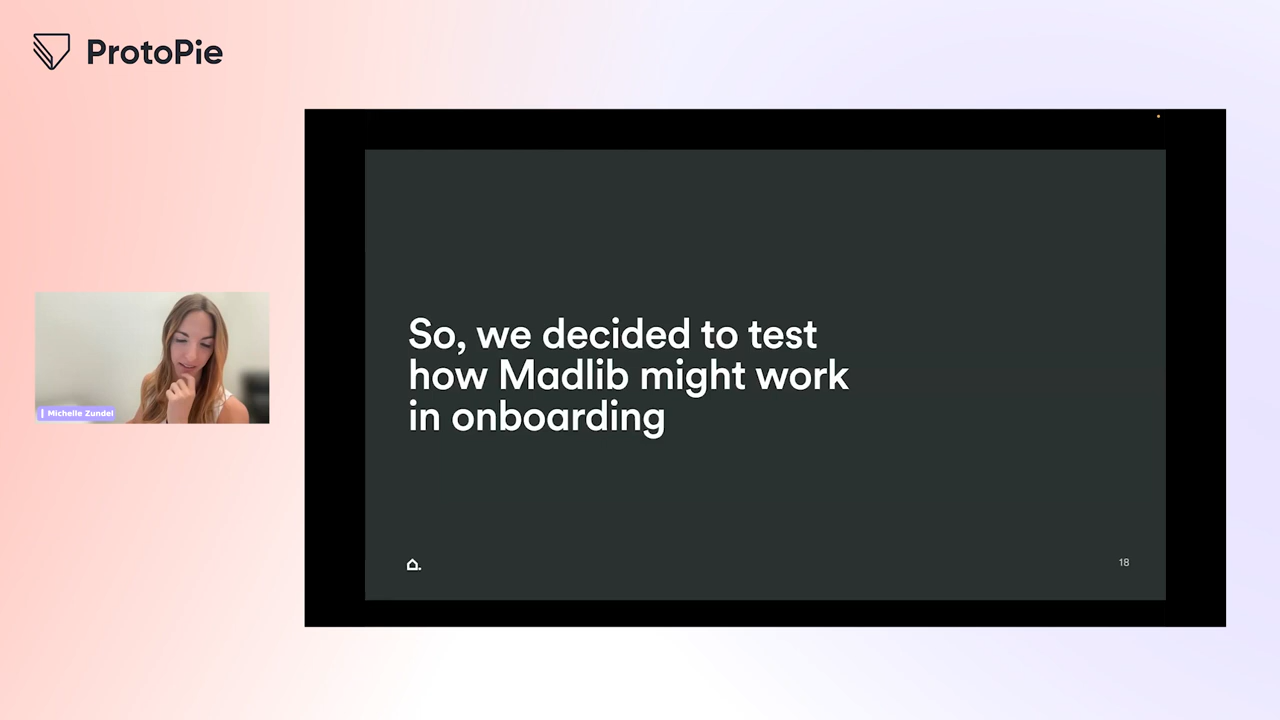 ProtoPie
So, we decided to test
how Madlib might work
in onboarding
Michelle Zundel
18